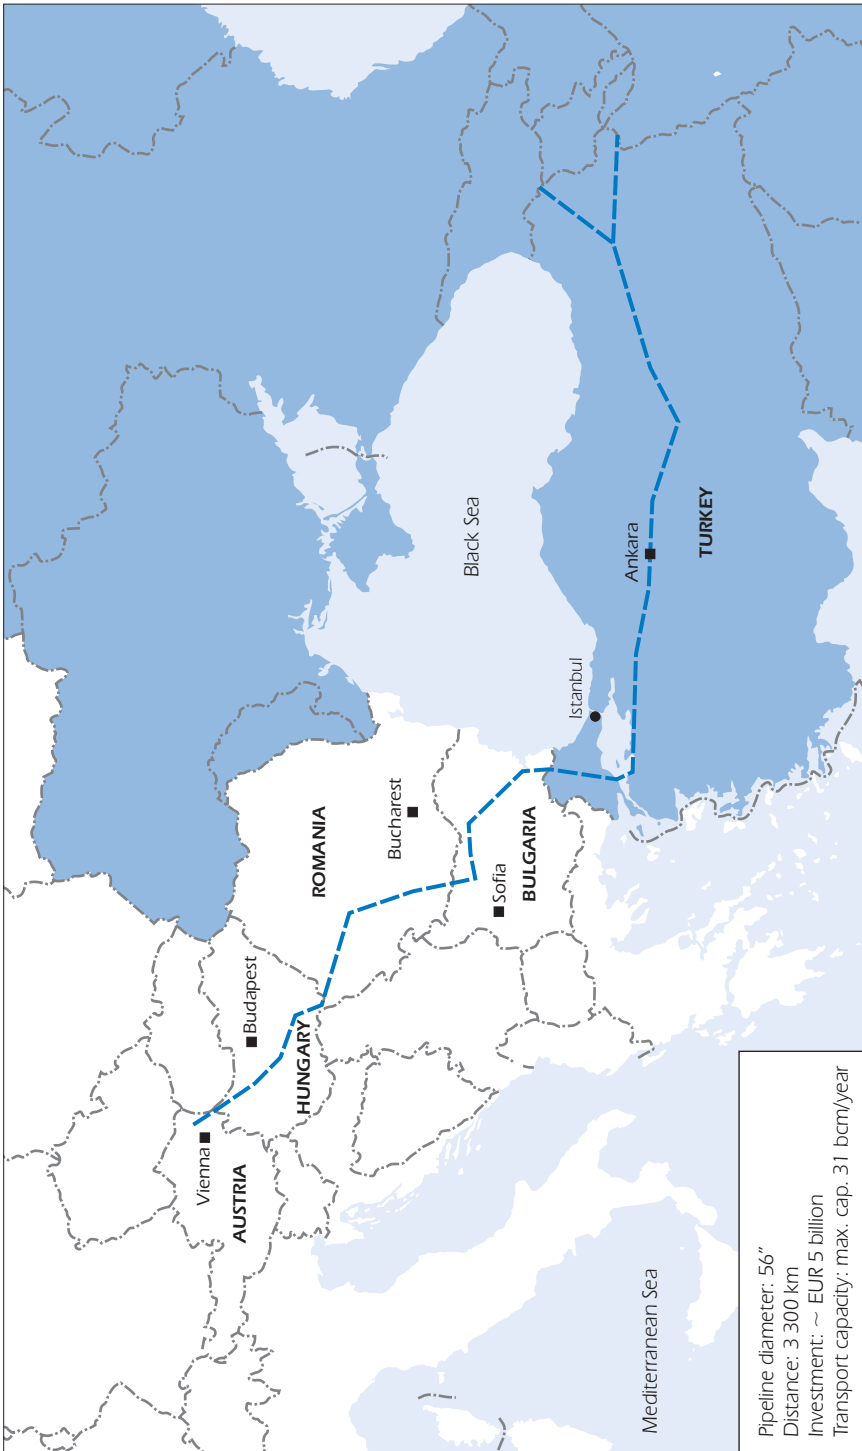 Vienna
AUSTRIA
Budapest
HUNGARY
ROMANIA
Bucharest
Sofia
BULGARIA
Black Sea
Istanbul
Ankara
TURKEY
Mediterranean Sea
Pipeline diameter: 56”
Distance: 3 300 km
Investment: ~ EUR 5 billion
Transport capacity: max. cap. 31 bcm/year